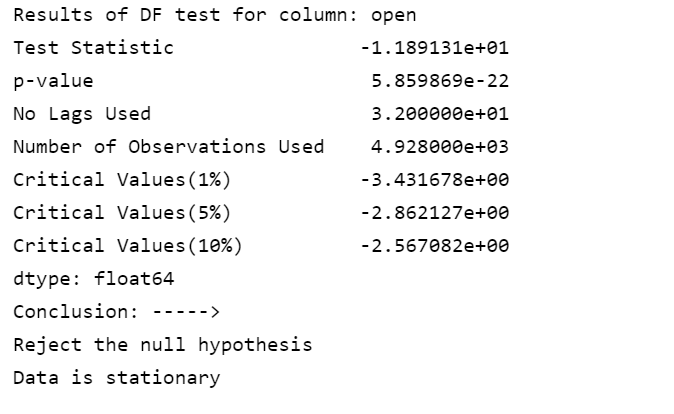 Results of DF test for column: open
Test Statistic -1.189131e+01
p-value 5.859869e-22
No Lags Used 3.200000e+01
Number of Observations Used 4.928000e+03
Critical Values(1%) -3.431678e+00
Critical Values(5%) -2.862127e+00
Critical Values(10%) -2.567082e+00
dtype: float64
Conclusion: ----->
Reject the null hypothesis
Data is stationary